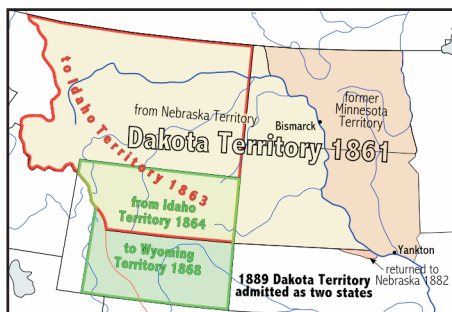 to Idaho Territory 1863
from Nebraska Territory
former
Minnesota
Territory
Bismarck
Dakota Territory 1861
from Idaho
Territory 1864
to Wyoming
Territory 1868
Yankton
1889 Dakota Territory
admitted as two states
returned to
Nebraska 1882